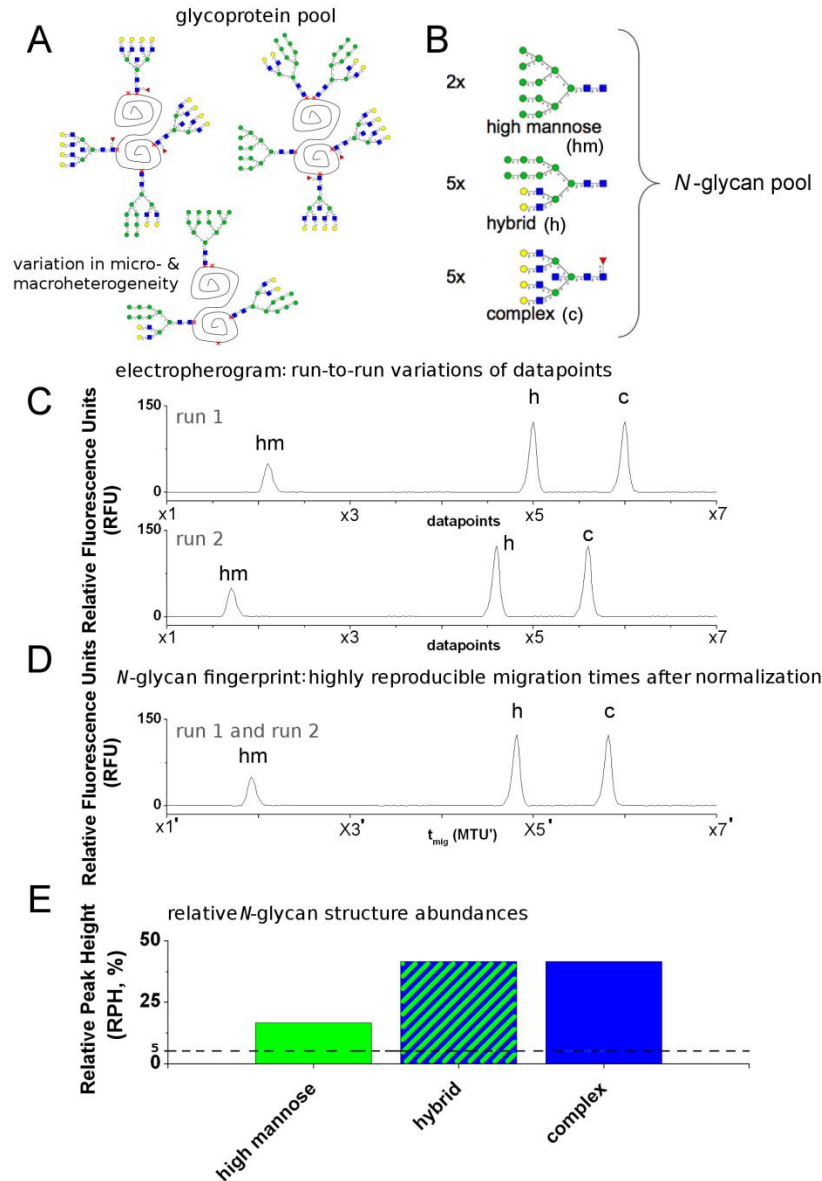 A
glycoprotein pool
variation in micro- &
macroheterogeneity
B
2x
high mannose
(hm)
5x
hybrid (h)
5x
complex (c)
N-glycan pool
electropherogram: run-to-run variations of datapoints
C
Relative Fluorescence Units
(RFU)
150
0
run 1
hm
h
c
x1
x3
x5
x7
datapoints
Relative Fluorescence Units
150
0
run 2
hm
h
c
x1
x3
x5
x7
datapoints
D
N-glycan fingerprint: highly reproducible migration times after normalization
Relative Fluorescence Units
(RFU)
150
0
run 1 and run 2
hm
h
c
x1'
X3'
X5'
x7'
tmig (MTU')
E
relative N-glycan structure abundances
Relative Peak Height
(RPH, %)
50
25
5
0
high mannose
hybrid
complex